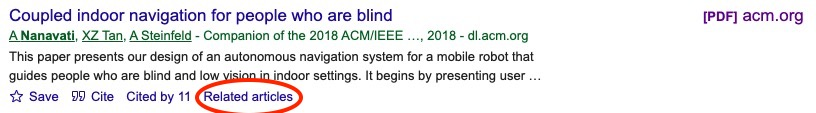 Coupled indoor navigation for people who are blind [PDF] acm.org
A Nanavati, XZ Tan, A Steinfeld - Companion of the 2018 ACM/IEEE …, 2018 - dl.acm.org
This paper presents our design of an autonomous navigation system for a mobile robot that
guides people who are blind and low vision in indoor settings. It begins by presenting user …
Save Cite Cited by 11 Related articles